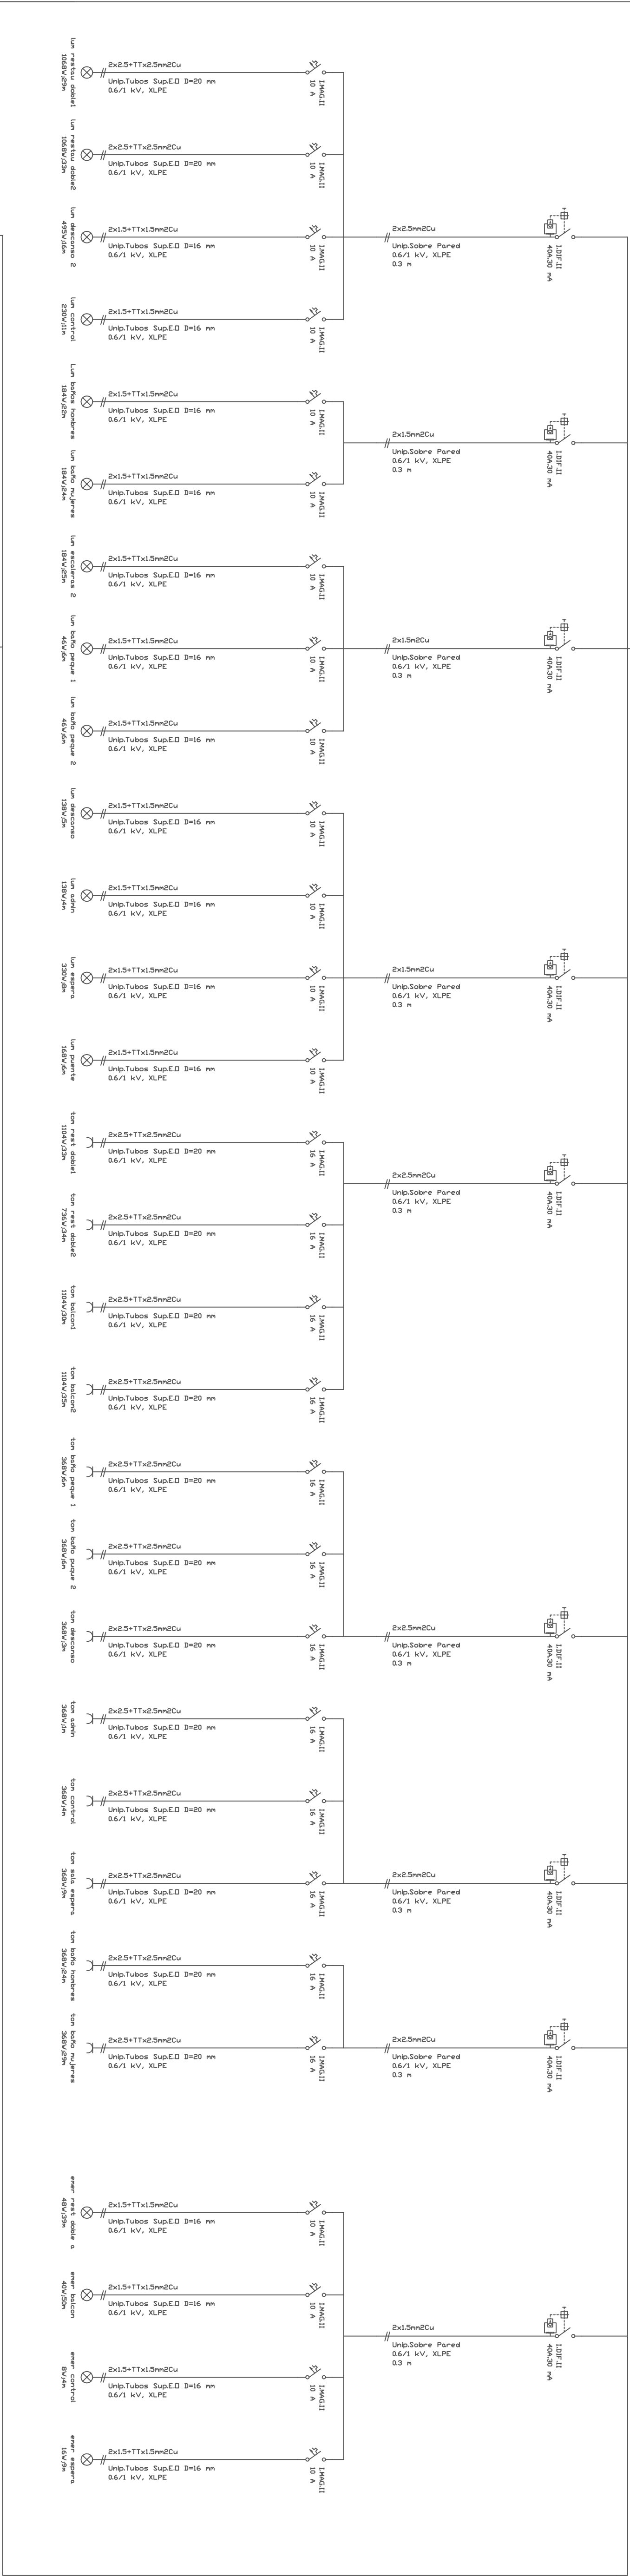 lum restau doble1
1068W;29m
2x2.5+TTx2.5mm2Cu
Unip.Tubos Sup.E.O D=20 mm
0.6/1 kV, XLPE
I.MAG.II
10 A
lum restau doble2
1068W;33m
2x2.5+TTx2.5mm2Cu
Unip.Tubos Sup.E.O D=20 mm
0.6/1 kV, XLPE
I.MAG.II
10 A
lum descanso 2
495W;16m
2x1.5+TTx1.5mm2Cu
Unip.Tubos Sup.E.O D=16 mm
0.6/1 kV, XLPE
I.MAG.II
10 A
2x2.5mm2Cu
Unip.Sobre Pared
0.6/1 kV, XLPE
0.3 m
I.DIF.II
40A.30 mA
lum control
230W;11m
2x1.5+TTx1.5mm2Cu
Unip.Tubos Sup.E.O D=16 mm
0.6/1 kV, XLPE
I.MAG.II
10 A
Lum baños hombres
184W;22m
2x1.5+TTx1.5mm2Cu
Unip.Tubos Sup.E.O D=16 mm
0.6/1 kV, XLPE
I.MAG.II
10 A
2x1.5mm2Cu
Unip.Sobre Pared
0.6/1 kV, XLPE
0.3 m
I.DIF.II
40A.30 mA
lum baño mujeres
184W;24m
2x1.5+TTx1.5mm2Cu
Unip.Tubos Sup.E.O D=16 mm
0.6/1 kV, XLPE
I.MAG.II
10 A
lum escaleras 2
184W;25m
2x1.5+TTx1.5mm2Cu
Unip.Tubos Sup.E.O D=16 mm
0.6/1 kV, XLPE
I.MAG.II
10 A
lum baño peque 1
46W;6m
2x1.5+TTx1.5mm2Cu
Unip.Tubos Sup.E.O D=16 mm
0.6/1 kV, XLPE
I.MAG.II
10 A
2x1.5m2Cu
Unip.Sobre Pared
0.6/1 kV, XLPE
0.3 m
I.DIF.II
40A.30 mA
lum baño peque 2
46W;6m
2x1.5+TTx1.5mm2Cu
Unip.Tubos Sup.E.O D=16 mm
0.6/1 kV, XLPE
I.MAG.II
10 A
lum descanso
138W;5m
2x1.5+TTx1.5mm2Cu
Unip.Tubos Sup.E.O D=16 mm
0.6/1 kV, XLPE
I.MAG.II
10 A
lum admin
138W;4m
2x1.5+TTx1.5mm2Cu
Unip.Tubos Sup.E.O D=16 mm
0.6/1 kV, XLPE
I.MAG.II
10 A
lum espera
330W;8m
2x1.5+TTx1.5mm2Cu
Unip.Tubos Sup.E.O D=16 mm
0.6/1 kV, XLPE
I.MAG.II
10 A
2x1.5mm2Cu
Unip.Sobre Pared
0.6/1 kV, XLPE
0.3 m
I.DIF.II
40A.30 mA
lum puente
168W;6m
2x1.5+TTx1.5mm2Cu
Unip.Tubos Sup.E.O D=16 mm
0.6/1 kV, XLPE
I.MAG.II
10 A
tom rest doble1
1104W;33m
2x2.5+TTx2.5mm2Cu
Unip.Tubos Sup.E.O D=20 mm
0.6/1 kV, XLPE
I.MAG.II
16 A
2x2.5mm2Cu
Unip.Sobre Pared
0.6/1 kV, XLPE
0.3 m
I.DIF.II
40A.30 mA
tom rest doble2
736W;34m
2x2.5+TTx2.5mm2Cu
Unip.Tubos Sup.E.O D=20 mm
0.6/1 kV, XLPE
I.MAG.II
16 A
tom balcon1
1104W;30m
2x2.5+TTx2.5mm2Cu
Unip.Tubos Sup.E.O D=20 mm
0.6/1 kV, XLPE
I.MAG.II
16 A
tom balcon2
1104W;35m
2x2.5+TTx2.5mm2Cu
Unip.Tubos Sup.E.O D=20 mm
0.6/1 kV, XLPE
I.MAG.II
16 A
tom baño peque 1
368W;6m
2x2.5+TTx2.5mm2Cu
Unip.Tubos Sup.E.O D=20 mm
0.6/1 kV, XLPE
I.MAG.II
16 A
tom baño puque 2
368W;6m
2x2.5+TTx2.5mm2Cu
Unip.Tubos Sup.E.O D=20 mm
0.6/1 kV, XLPE
I.MAG.II
16 A
tom descanso
368W;3m
2x2.5+TTx2.5mm2Cu
Unip.Tubos Sup.E.O D=20 mm
0.6/1 kV, XLPE
I.MAG.II
16 A
2x2.5mm2Cu
Unip.Sobre Pared
0.6/1 kV, XLPE
0.3 m
I.DIF.II
40A.30 mA
tom admin
368W;1m
2x2.5+TTx2.5mm2Cu
Unip.Tubos Sup.E.O D=20 mm
0.6/1 kV, XLPE
I.MAG.II
16 A
tom control
368W;4m
2x2.5+TTx2.5mm2Cu
Unip.Tubos Sup.E.O D=20 mm
0.6/1 kV, XLPE
I.MAG.II
16 A
tom sala espera
368W;9m
2x2.5+TTx2.5mm2Cu
Unip.Tubos Sup.E.O D=20 mm
0.6/1 kV, XLPE
I.MAG.II
16 A
2x2.5mm2Cu
Unip.Sobre Pared
0.6/1 kV, XLPE
0.3 m
I.DIF.II
40A.30 mA
tom baño hombres
368W;24m
2x2.5+TTx2.5mm2Cu
Unip.Tubos Sup.E.O D=20 mm
0.6/1 kV, XLPE
I.MAG.II
16 A
tom baño mujeres
368W;29m
2x2.5+TTx2.5mm2Cu
Unip.Tubos Sup.E.O D=20 mm
0.6/1 kV, XLPE
I.MAG.II
16 A
2x2.5mm2Cu
Unip.Sobre Pared
0.6/1 kV, XLPE
0.3 m
I.DIF.II
40A.30 mA
emer rest doble a
48W;39m
2x1.5+TTx1.5mm2Cu
Unip.Tubos Sup.E.O D=16 mm
0.6/1 kV, XLPE
I.MAG.II
10 A
emer balcon
40W;50m
2x1.5+TTx1.5mm2Cu
Unip.Tubos Sup.E.O D=16 mm
0.6/1 kV, XLPE
I.MAG.II
10 A
2x1.5mm2Cu
Unip.Sobre Pared
0.6/1 kV, XLPE
0.3 m
I.DIF.II
40A.30 mA
emer control
8W;4m
2x1.5+TTx1.5mm2Cu
Unip.Tubos Sup.E.O D=16 mm
0.6/1 kV, XLPE
I.MAG.II
10 A
emer espera
16W;9m
2x1.5+TTx1.5mm2Cu
Unip.Tubos Sup.E.O D=16 mm
0.6/1 kV, XLPE
I.MAG.II
10 A